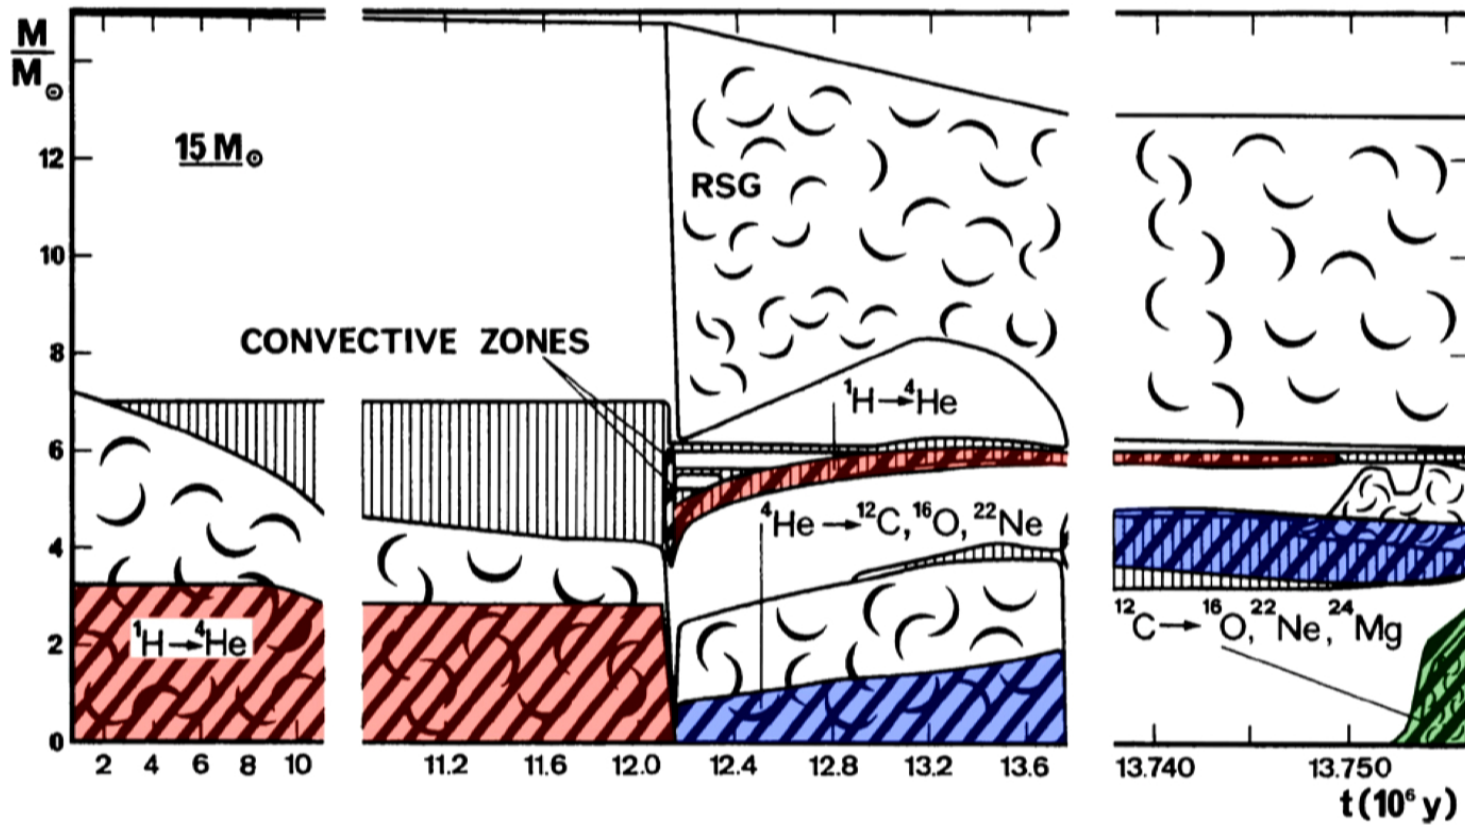 M
M☉
15 M☉
12
10
8
6
4
2
0
RSG
CONVECTIVE ZONES
¹H→⁴He
⁴He→¹²C,¹⁶O,²²Ne
¹H→⁴He
¹²C→¹⁶O,²²Ne,²⁴Mg
2 4 6 8 10 11.2 11.6 12.0 12.4 12.8 13.2 13.6 13.740 13.750
t(10⁶ y)